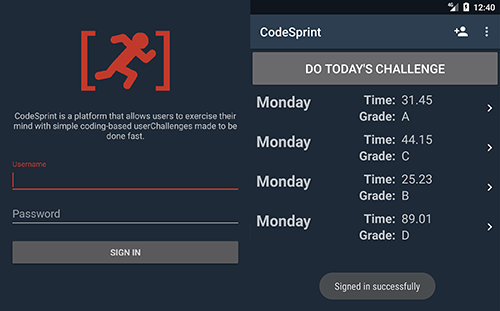 CodeSprint is a platform that allows users to exercise their
mind with simple coding-based userChallenges made to be
done fast.
Username
Password
SIGN IN
4G 12:40
CodeSprint
DO TODAY'S CHALLENGE
Monday Time: 31.45
Grade: A
Monday Time: 44.15
Grade: C
Monday Time: 25.23
Grade: B
Monday Time: 89.01
Grade: D
Signed in successfully